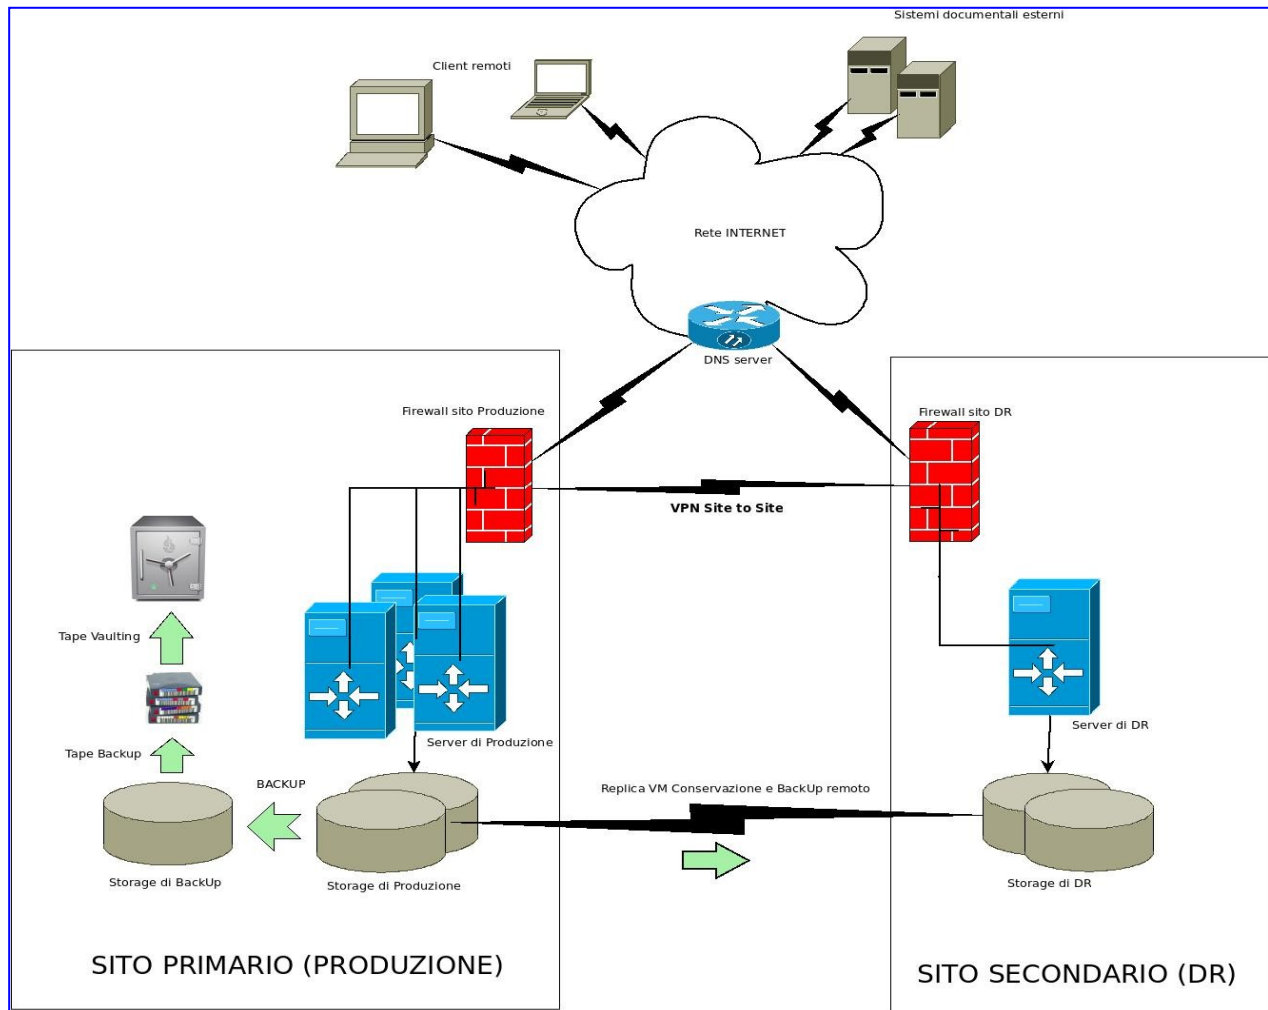 Sistemi documentali esterni
Client remoti
Rete INTERNET
DNS server
Firewall sito Produzione
Firewall sito DR
VPN Site to Site
Tape Vaulting
Server di DR
Server di Produzione
Tape Backup
BACKUP
Replica VM Conservazione e BackUp remoto
Storage di BackUp
Storage di Produzione
Storage di DR
SITO PRIMARIO (PRODUZIONE)
SITO SECONDARIO (DR)